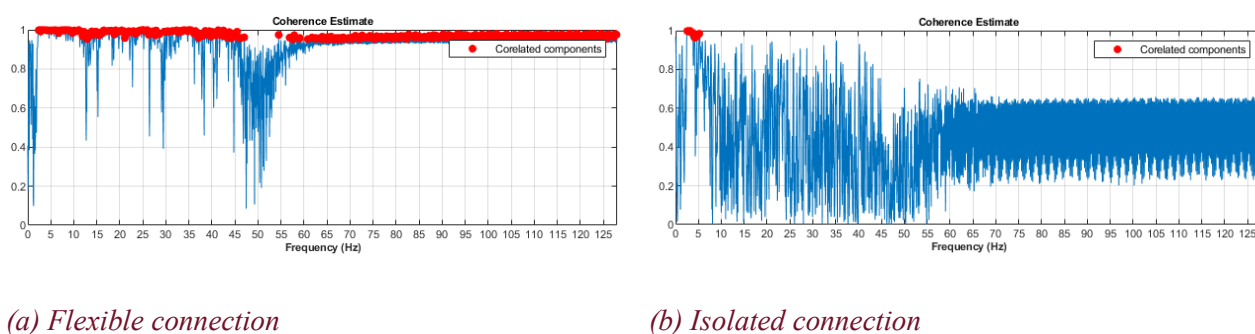 Coherence Estimate
Corelated components
1
0.8
0.6
0.4
0.2
0
0 5 10 15 20 25 30 35 40 45 50 55 60 65 70 75 80 85 90 95 100 105 110 115 120 125
Frequency (Hz)
(a) Flexible connection
Coherence Estimate
Corelated components
1
0.8
0.6
0.4
0.2
0
0 5 10 15 20 25 30 35 40 45 50 55 60 65 70 75 80 85 90 95 100 105 110 115 120 125
Frequency (Hz)
(b) Isolated connection